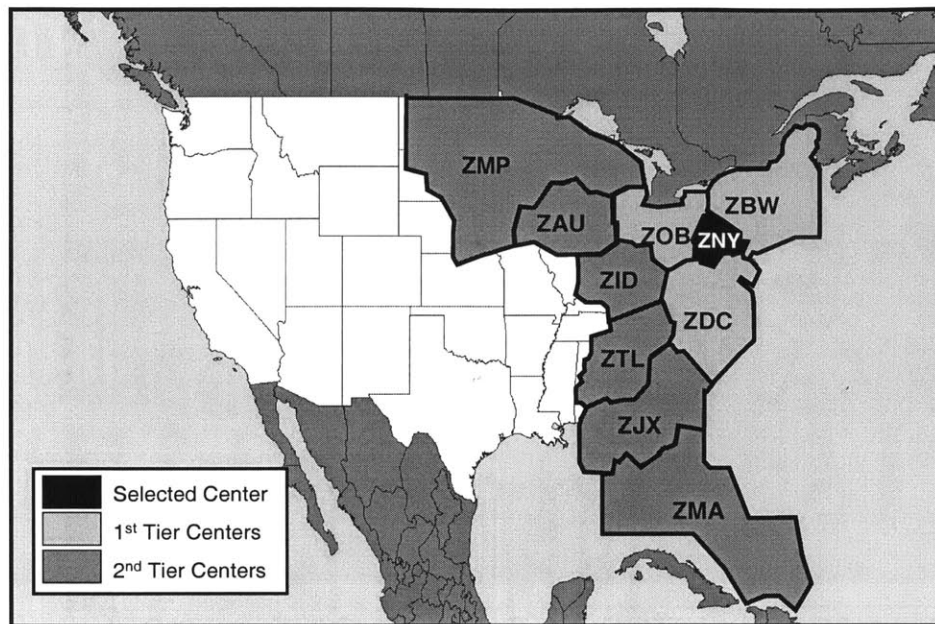 ZMP
ZBW
ZAU
ZOB
ZNY
ZID
ZDC
ZTL
ZJX
ZMA
Selected Center
1st Tier Centers
2nd Tier Centers